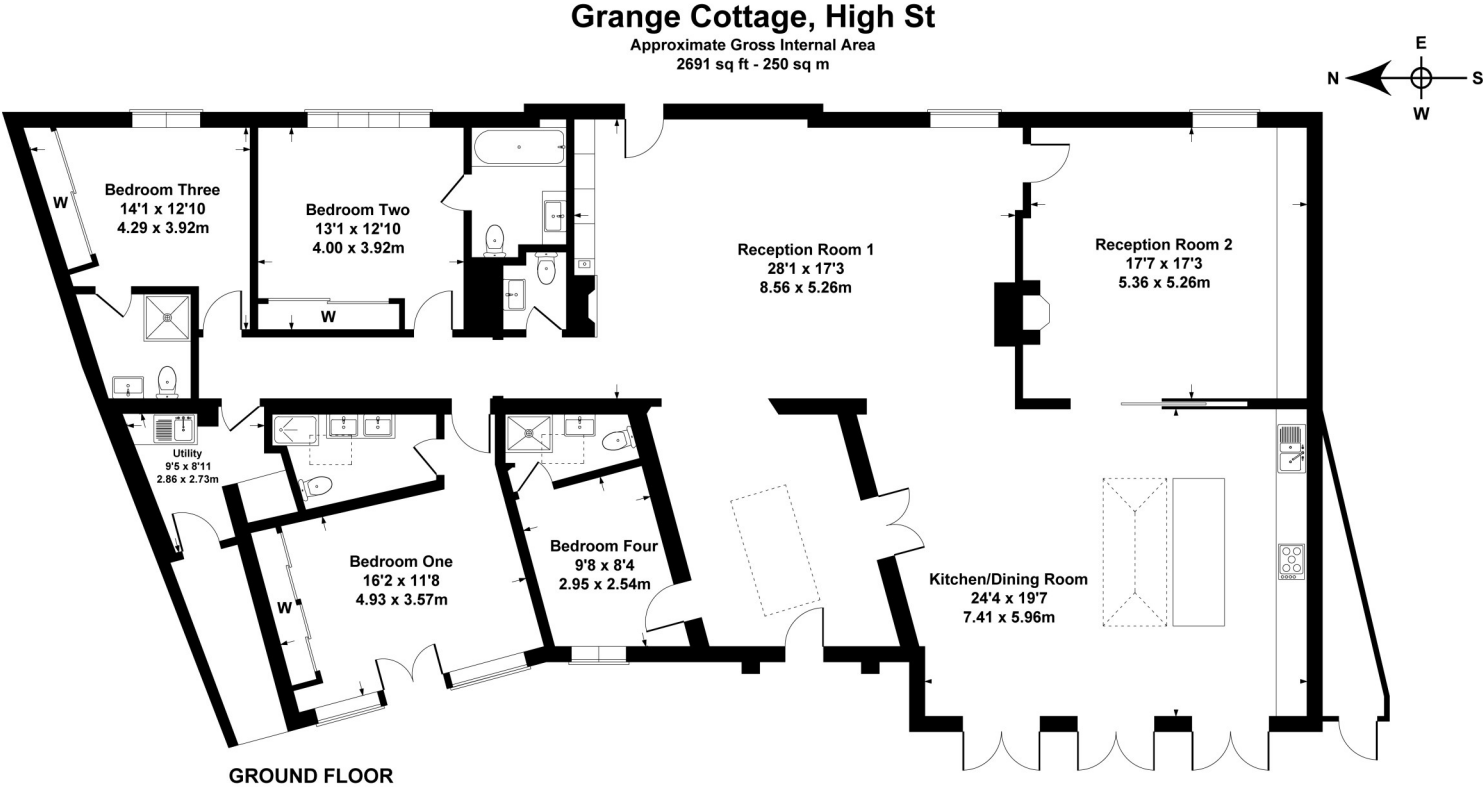 Grange Cottage, High St
Approximate Gross Internal Area
2691 sq ft - 250 sq m
E
N
S
W
Bedroom Three
14'1 x 12'10
4.29 x 3.92m
W
Bedroom Two
13'1 x 12'10
4.00 x 3.92m
W
Reception Room 1
28'1 x 17'3
8.56 x 5.26m
Reception Room 2
17'7 x 17'3
5.36 x 5.26m
Utility
9'5 x 8'11
2.86 x 2.73m
Bedroom One
16'2 x 11'8
4.93 x 3.57m
W
Bedroom Four
9'8 x 8'4
2.95 x 2.54m
Kitchen/Dining Room
24'4 x 19'7
7.41 x 5.96m
GROUND FLOOR